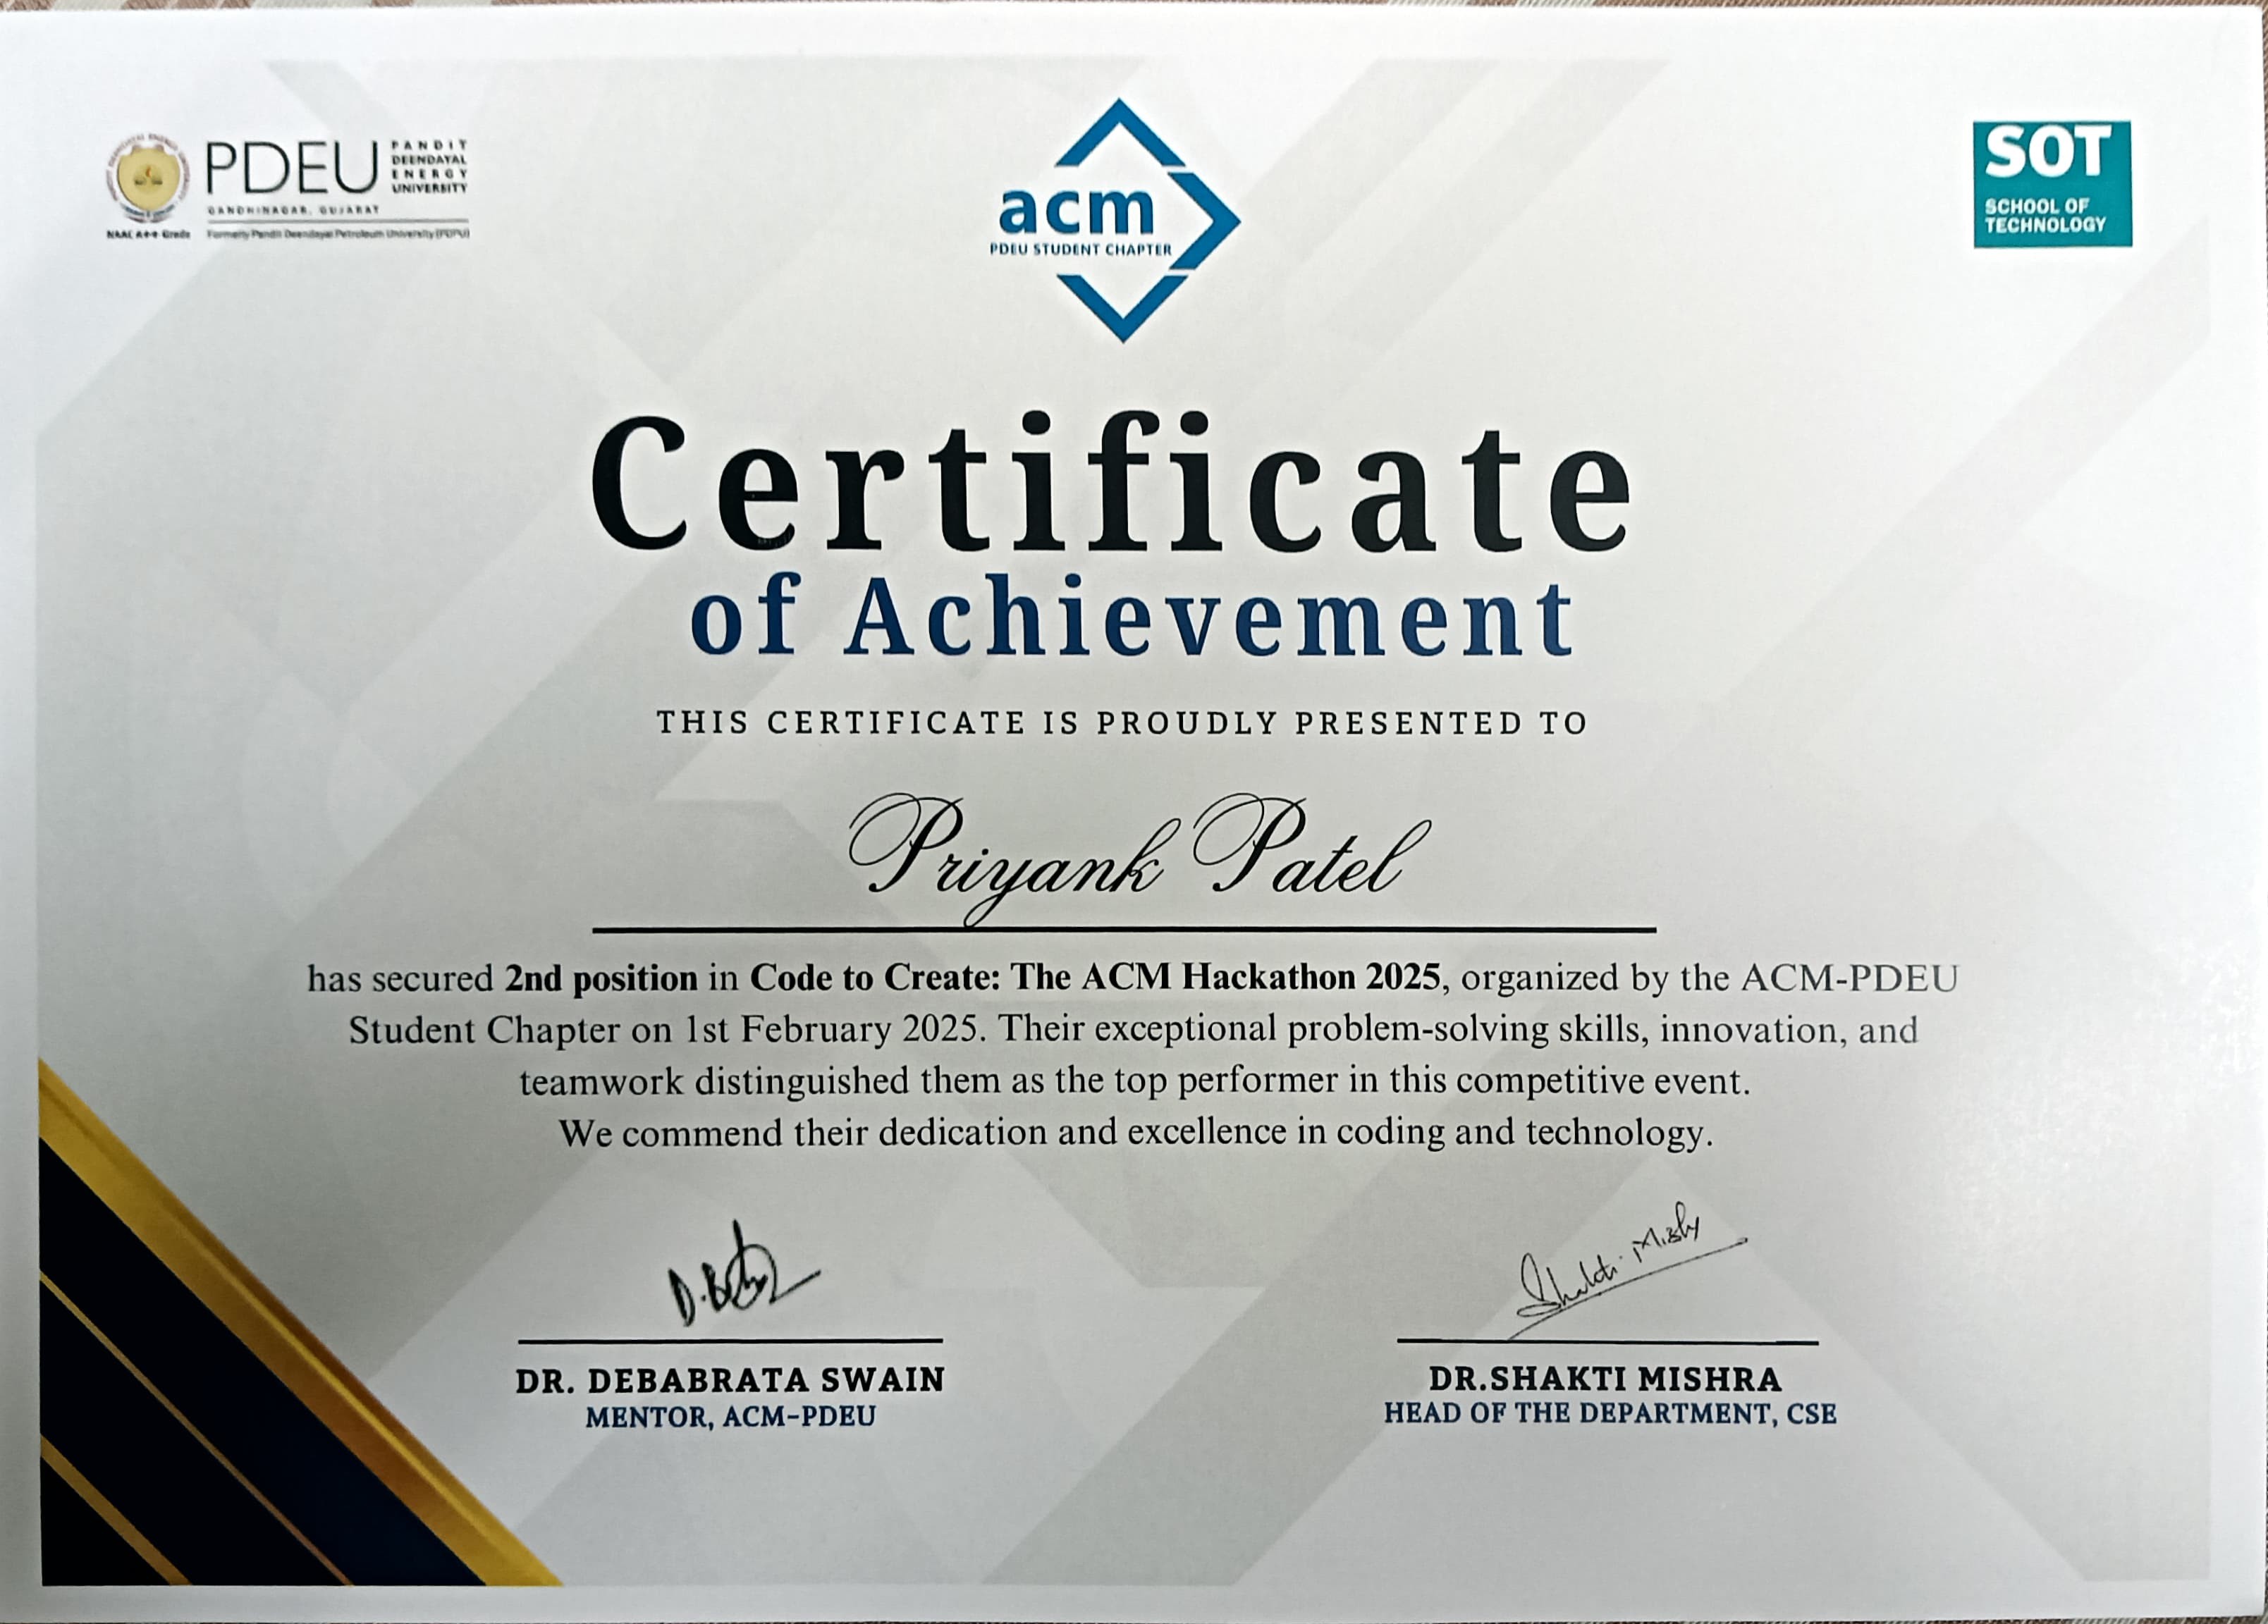 PDEU
PANDIT
DEENDAYAL
ENERGY
UNIVERSITY
GANDHINAGAR, GUJARAT
NAAC A++ Grade
Formerly Pandit Deendayal Petroleum University (PDPU)
acm
PDEU STUDENT CHAPTER
SOT
SCHOOL OF
TECHNOLOGY
Certificate
of Achievement
THIS CERTIFICATE IS PROUDLY PRESENTED TO
Priyank Patel
has secured 2nd position in Code to Create: The ACM Hackathon 2025, organized by the ACM-PDEU
Student Chapter on 1st February 2025. Their exceptional problem-solving skills, innovation, and
teamwork distinguished them as the top performer in this competitive event.
We commend their dedication and excellence in coding and technology.
Shakti Mishra
DR. DEBABRATA SWAIN
MENTOR, ACM-PDEU
DR.SHAKTI MISHRA
HEAD OF THE DEPARTMENT, CSE